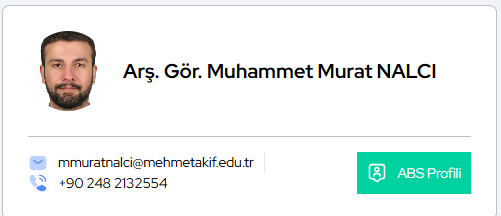 Arş. Gör. Muhammet Murat NALCI
mmuratnalci@mehmetakif.edu.tr
+90 248 2132554
ABS Profili